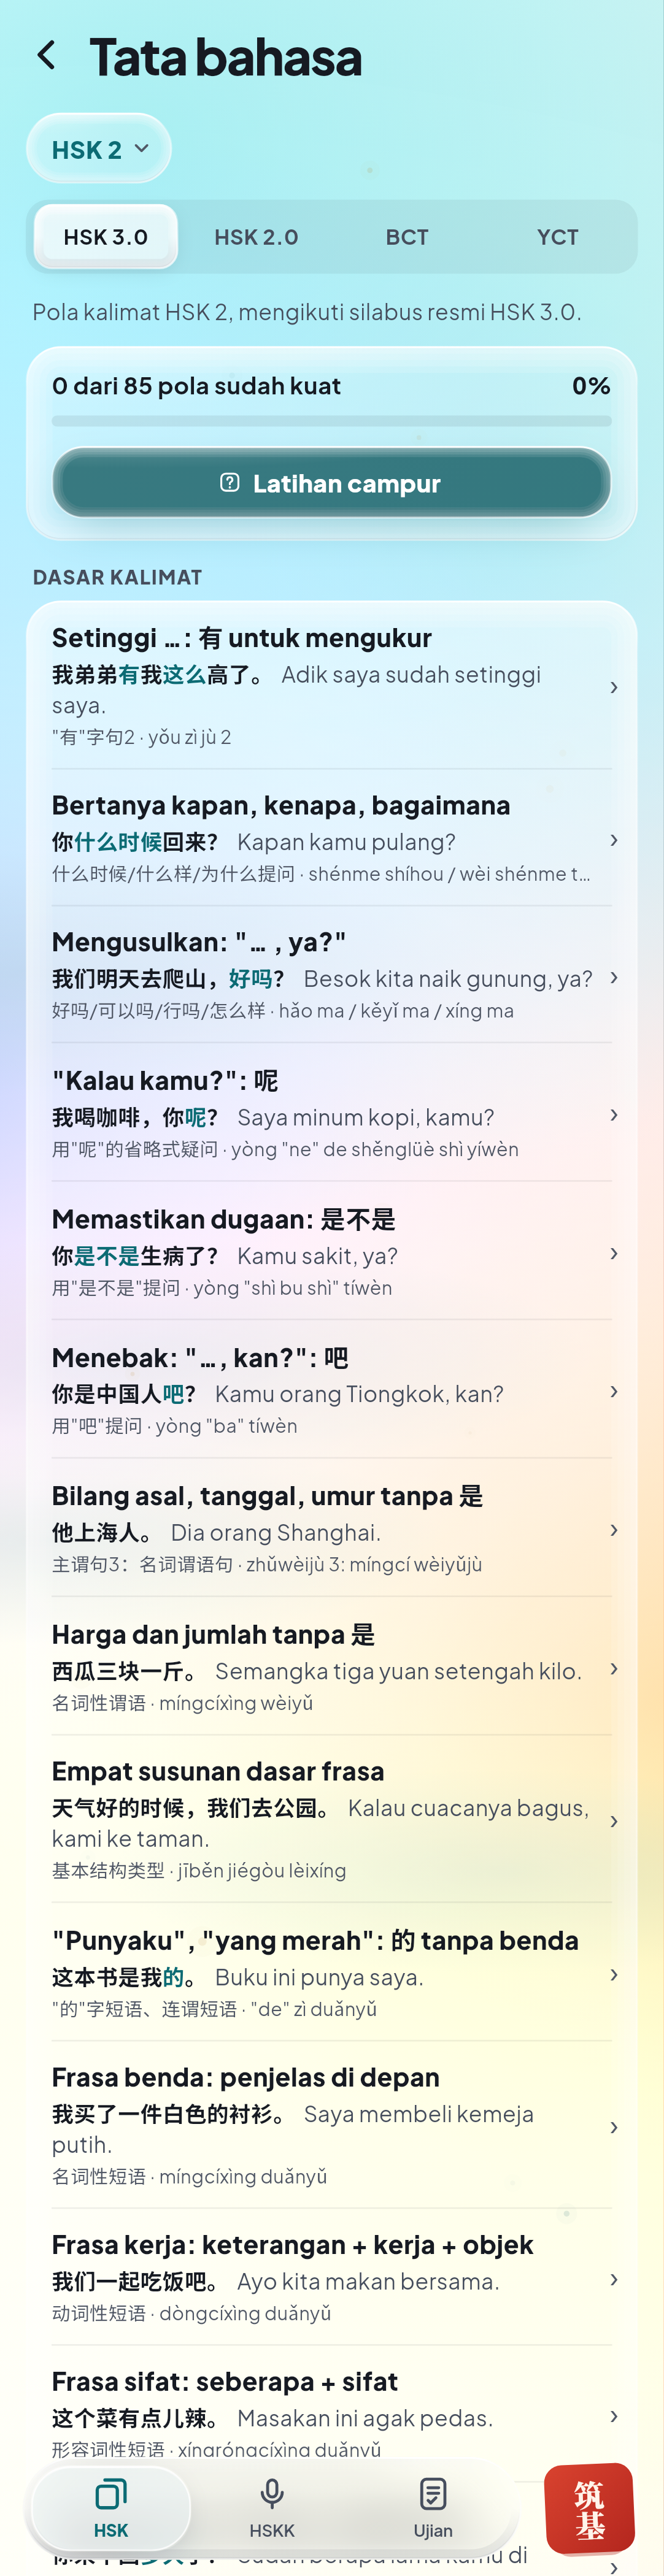 Tata bahasa
HSK 2
HSK 3.0
HSK 2.0
BCT
YCT
Pola kalimat HSK 2, mengikuti silabus resmi HSK 3.0.
0 dari 85 pola sudah kuat
0%
Latihan campur
DASAR KALIMAT
Setinggi …: 有 untuk mengukur
我弟弟有我这么高了。 Adik saya sudah setinggi
saya.
"有"字句2 · yǒu zì jù 2
Bertanya kapan, kenapa, bagaimana
你什么时候回来? Kapan kamu pulang?
什么时候/什么样/为什么提问 · shénme shíhou / wèi shénme t…
Mengusulkan: "… , ya?"
我们明天去爬山，好吗? Besok kita naik gunung, ya?
好吗/可以吗/行吗/怎么样 · hǎo ma / kěyǐ ma / xíng ma
"Kalau kamu?": 呢
我喝咖啡，你呢? Saya minum kopi, kamu?
用"呢"的省略式疑问 · yòng "ne" de shěnglüè shì yíwèn
Memastikan dugaan: 是不是
你是不是生病了? Kamu sakit, ya?
用"是不是"提问 · yòng "shì bu shì" tíwèn
Menebak: "…, kan?": 吧
你是中国人吧? Kamu orang Tiongkok, kan?
用"吧"提问 · yòng "ba" tíwèn
Bilang asal, tanggal, umur tanpa 是
他上海人。 Dia orang Shanghai.
主谓句3：名词谓语句 · zhǔwèijù 3: míngcí wèiyǔjù
Harga dan jumlah tanpa 是
西瓜三块一斤。 Semangka tiga yuan setengah kilo.
名词性谓语 · míngcíxìng wèiyǔ
Empat susunan dasar frasa
天气好的时候，我们去公园。 Kalau cuacanya bagus,
kami ke taman.
基本结构类型 · jīběn jiégòu lèixíng
"Punyaku", "yang merah": 的 tanpa benda
这本书是我的。 Buku ini punya saya.
"的"字短语、连谓短语 · "de" zì duǎnyǔ
Frasa benda: penjelas di depan
我买了一件白色的衬衫。 Saya membeli kemeja
putih.
名词性短语 · míngcíxìng duǎnyǔ
Frasa kerja: keterangan + kerja + objek
我们一起吃饭吧。 Ayo kita makan bersama.
动词性短语 · dòngcíxìng duǎnyǔ
Frasa sifat: seberapa + sifat
这个菜有点儿辣。 Masakan ini agak pedas.
形容词性短语 · xíngróngcíxìng duǎnyǔ
HSK
HSKK
Ujian
筑基